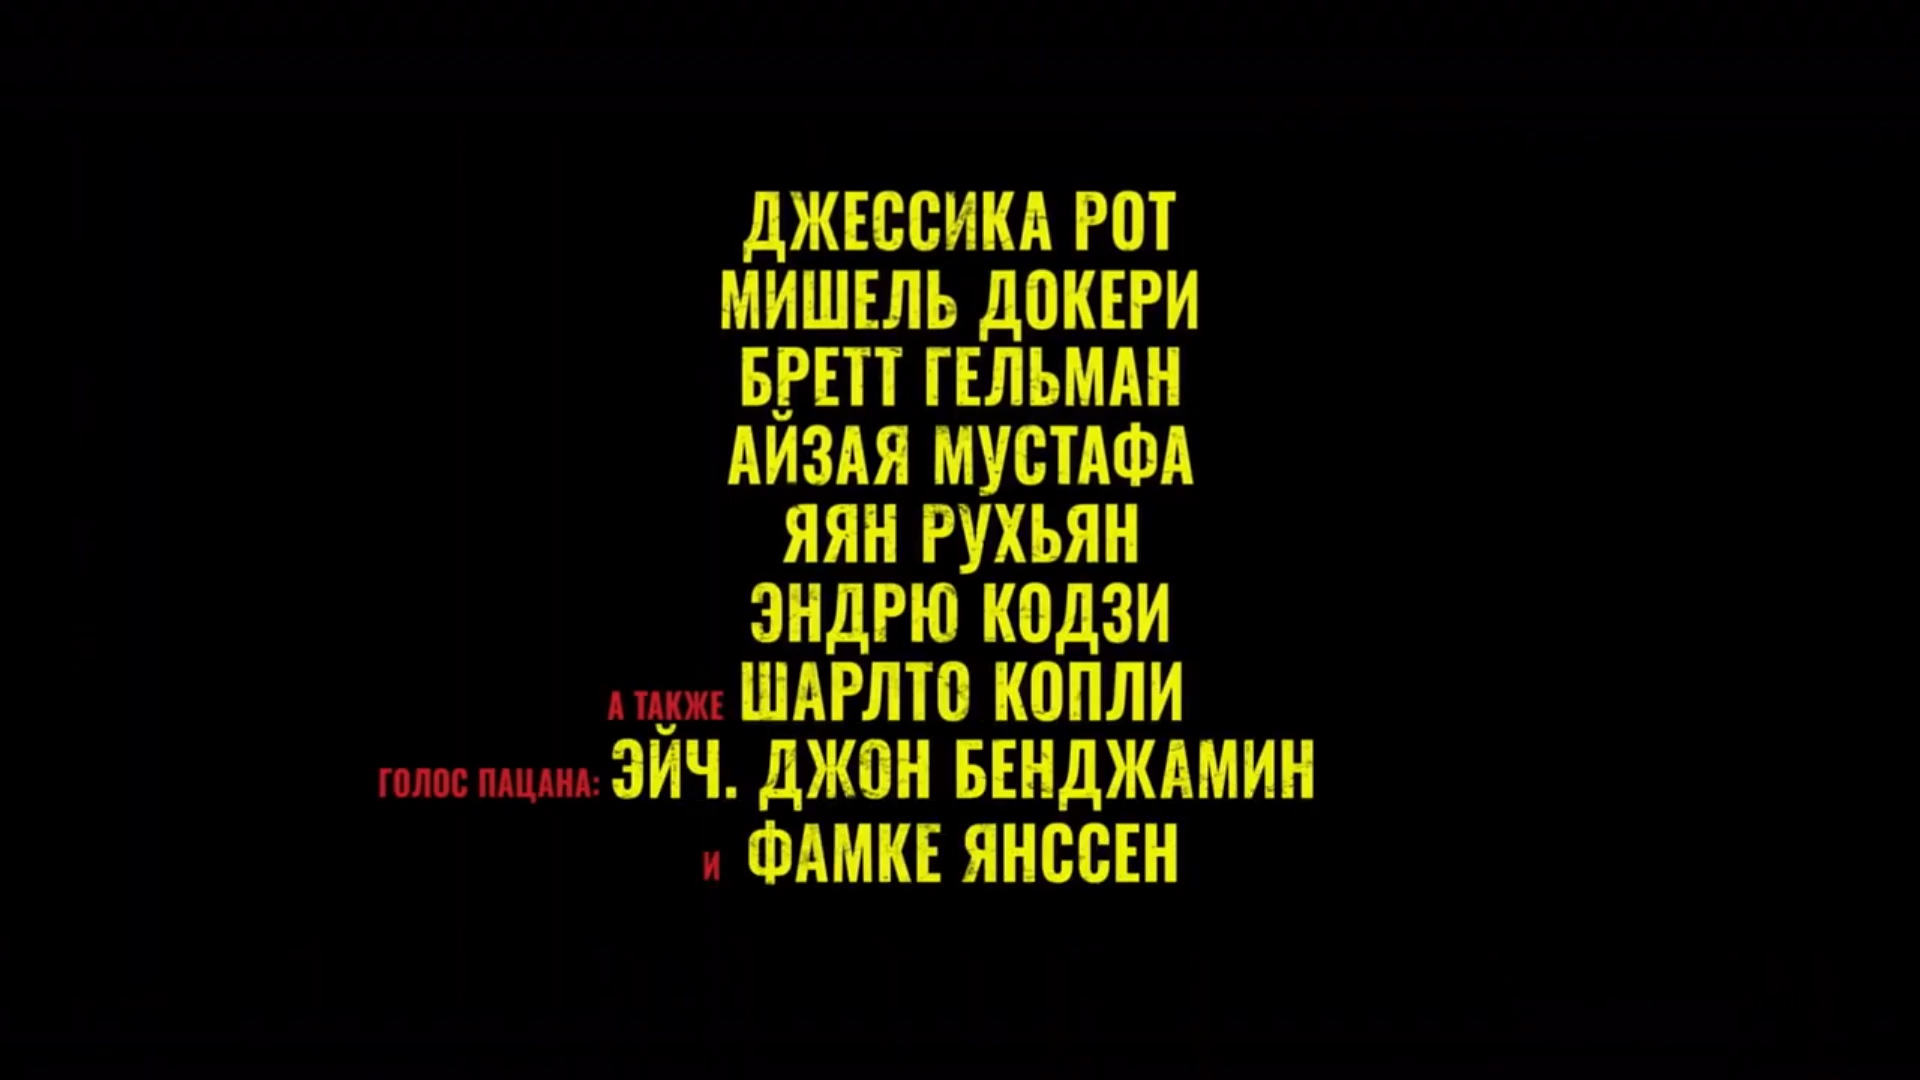 ДЖЕССИКА РОТ
МИШЕЛЬ ДОКЕРИ
БРЕТТ ГЕЛЬМАН
АЙЗАЯ МУСТАФА
ЯЯН РУХЬЯН
ЭНДРЮ КОДЗИ
А ТАКЖЕ ШАРЛТО КОПЛИ
ГОЛОС ПАЦАНА: ЭЙЧ. ДЖОН БЕНДЖАМИН
И ФАМКЕ ЯНССЕН